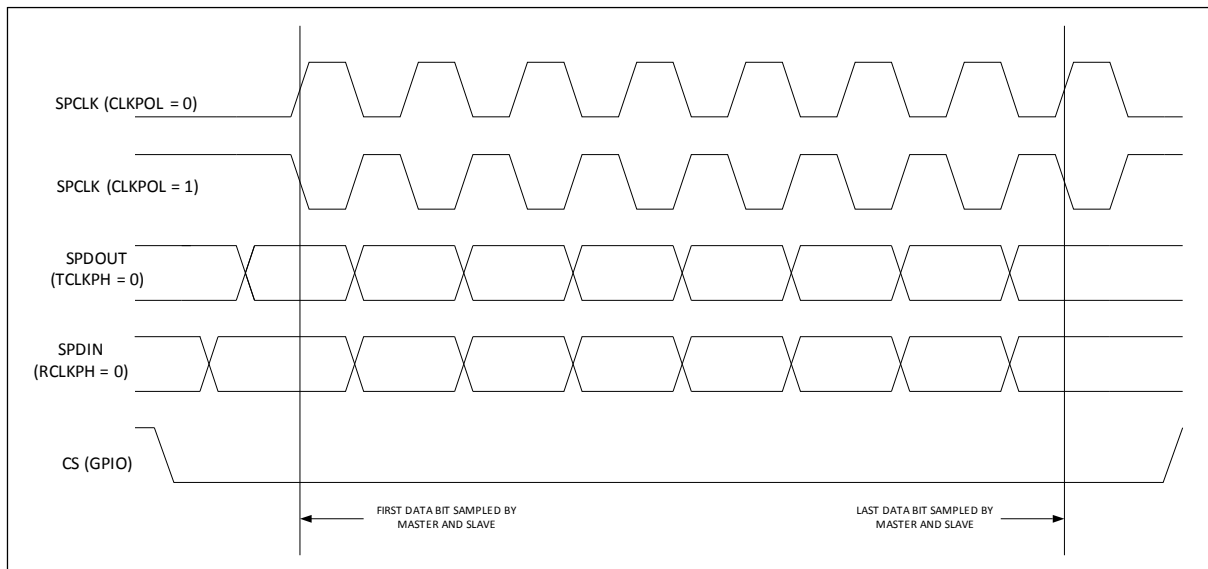 SPCLK (CLKPOL = 0)
SPCLK (CLKPOL = 1)
SPDOUT
(TCLKPH = 0)
SPDIN
(RCLKPH = 0)
CS (GPIO)
FIRST DATA BIT SAMPLED BY
MASTER AND SLAVE
LAST DATA BIT SAMPLED BY
MASTER AND SLAVE